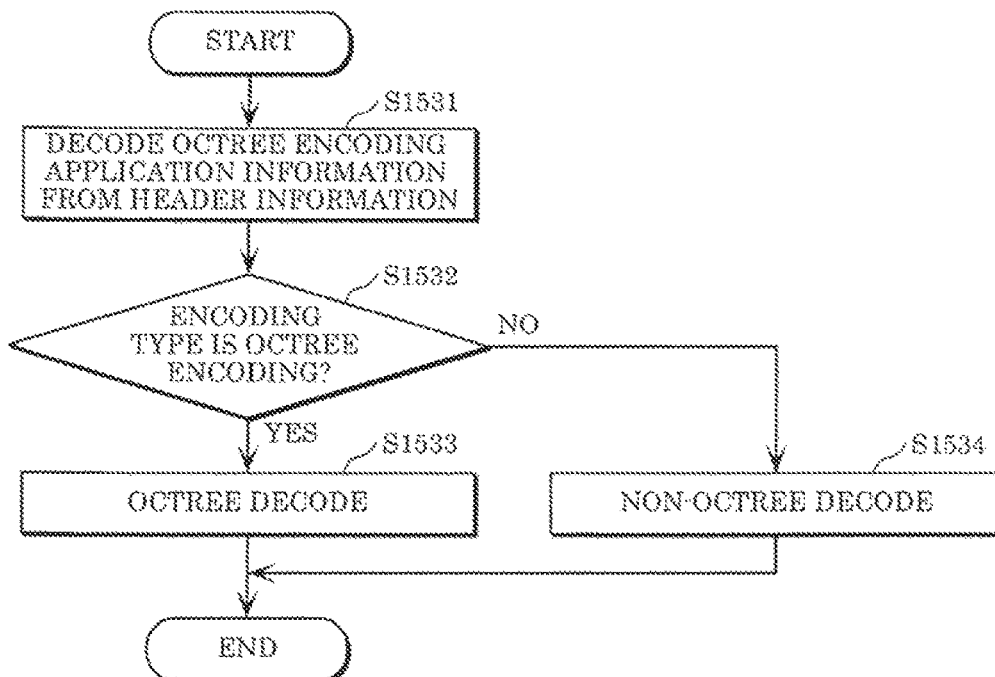 START
S1531
DECODE OCTREE ENCODING
APPLICATION INFORMATION
FROM HEADER INFORMATION
S1532
ENCODING
TYPE IS OCTREE
ENCODING?
NO
YES
S1533
OCTREE DECODE
S1534
NON-OCTREE DECODE
END